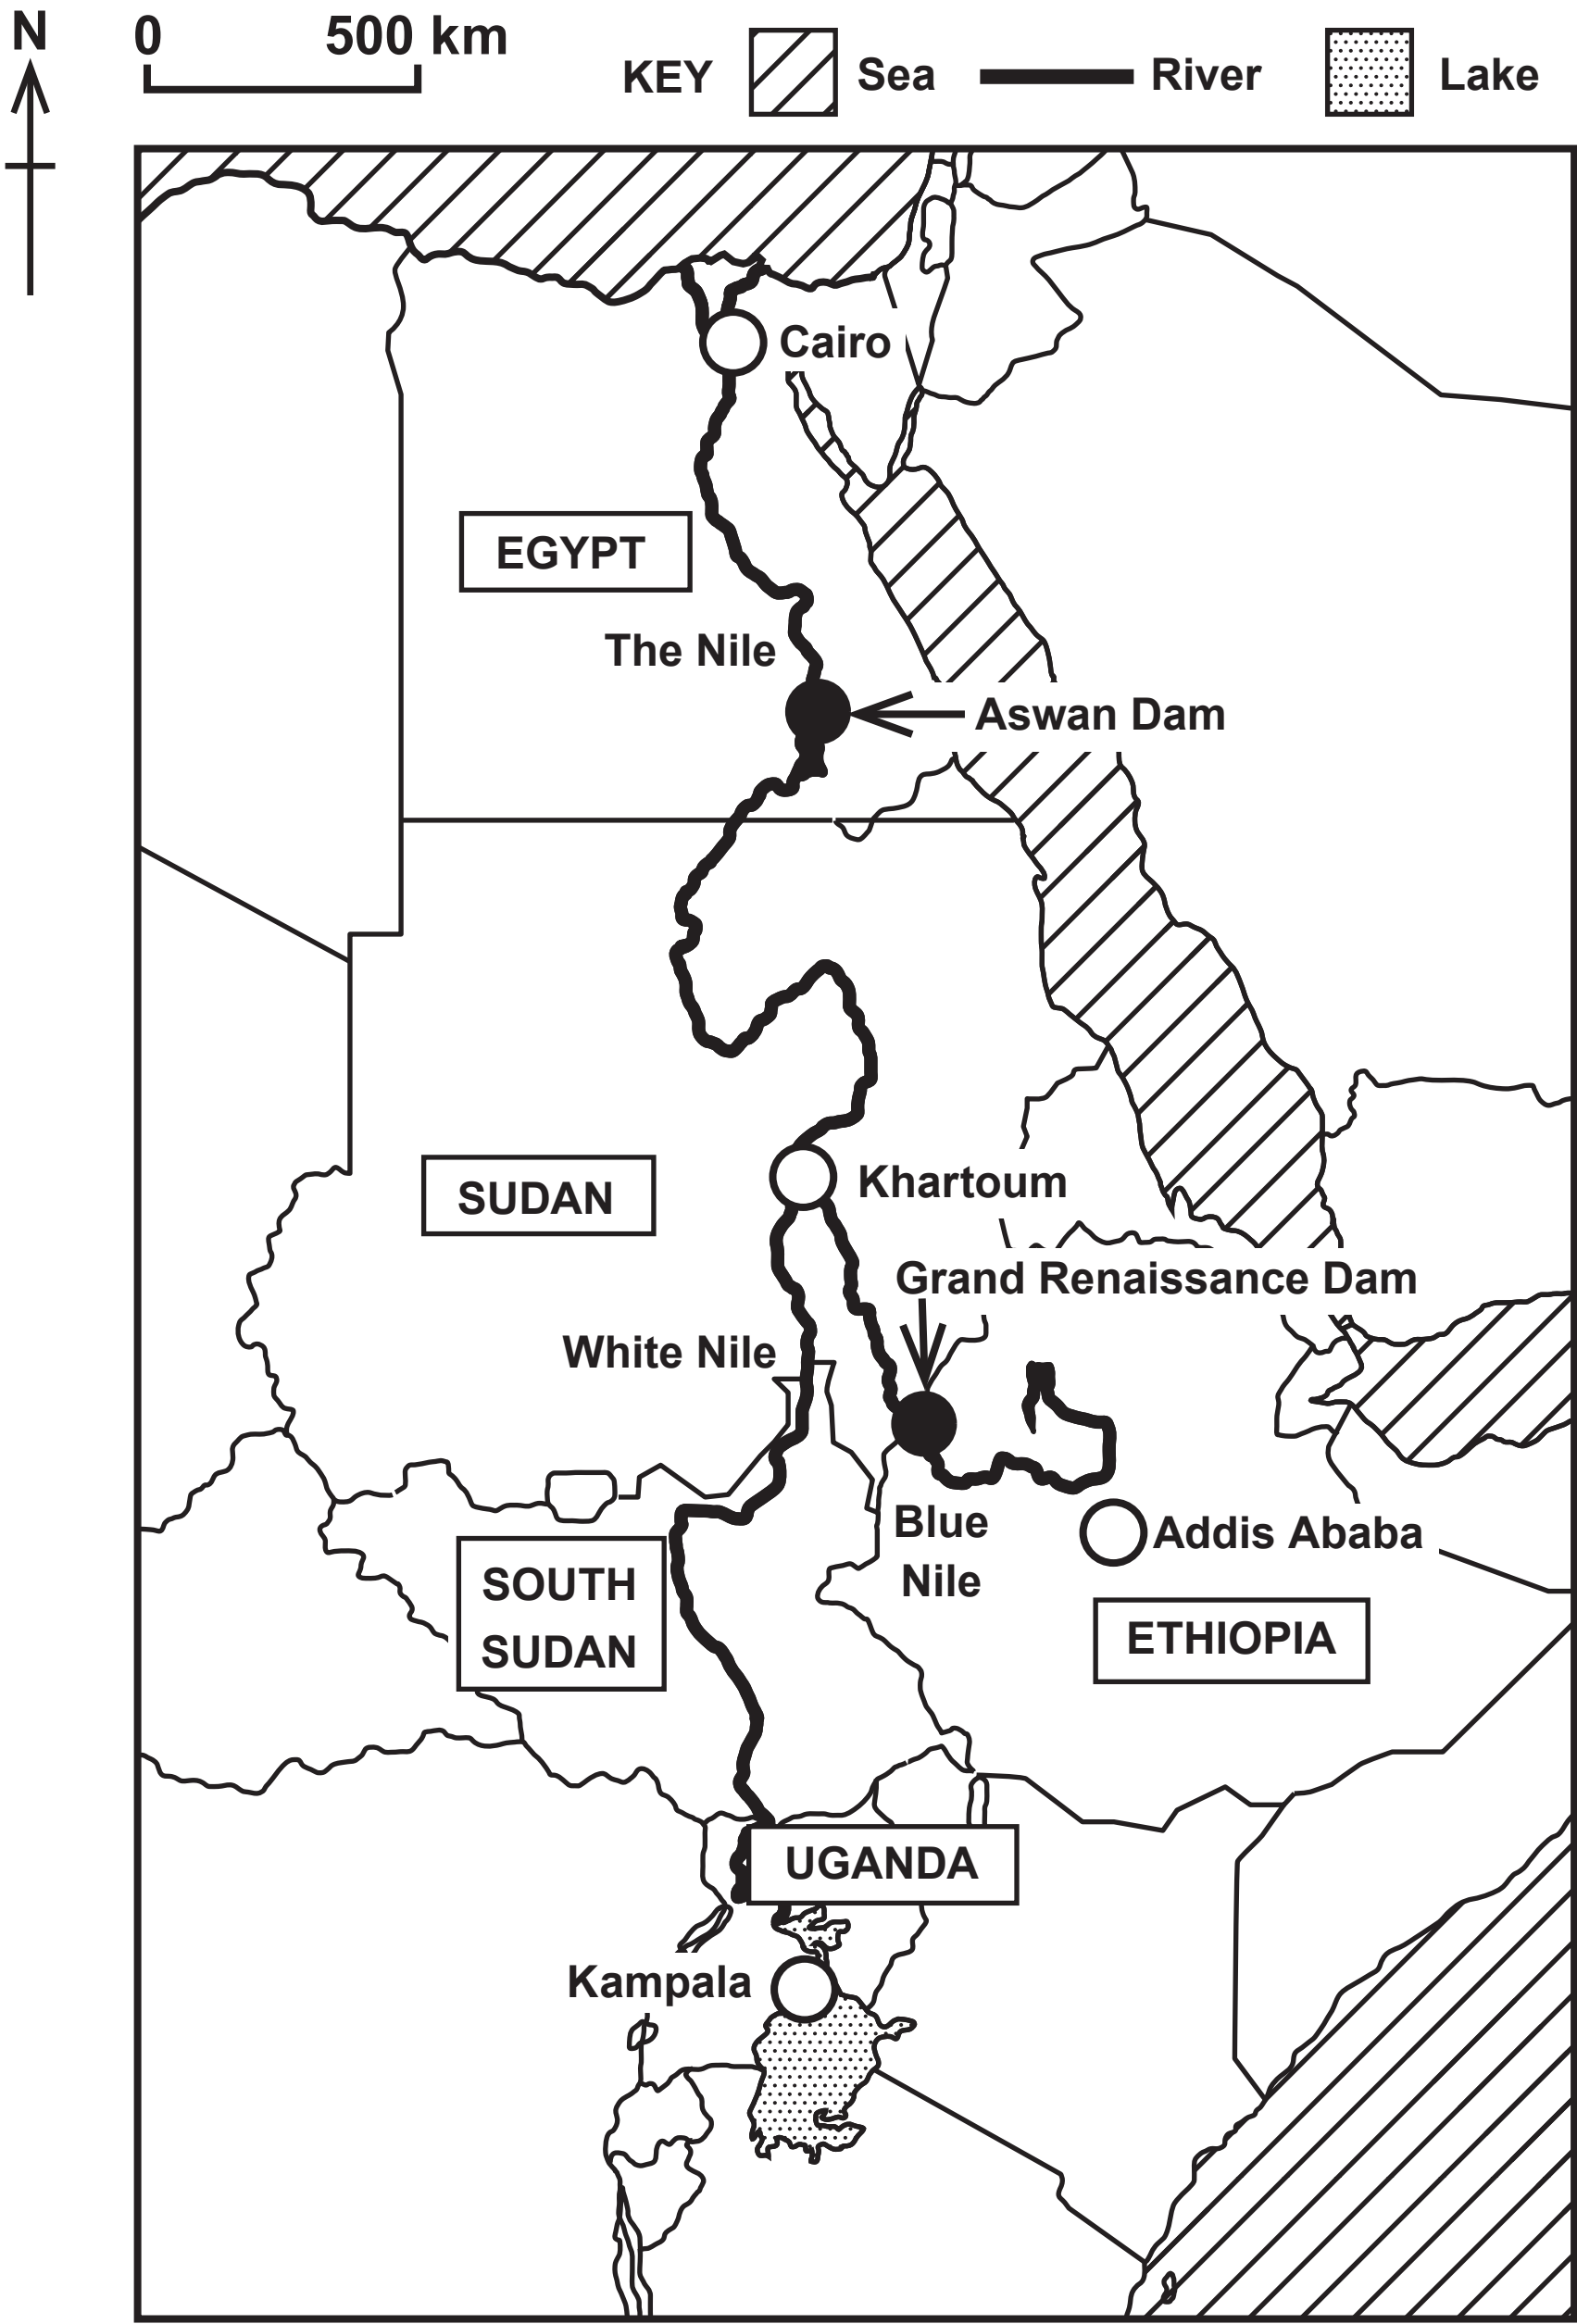 N
0 500 km
KEY Sea River Lake
Cairo
EGYPT
The Nile
Aswan Dam
SUDAN
Khartoum
Grand Renaissance Dam
White Nile
Blue
Nile
Addis Ababa
SOUTH
SUDAN
ETHIOPIA
UGANDA
Kampala